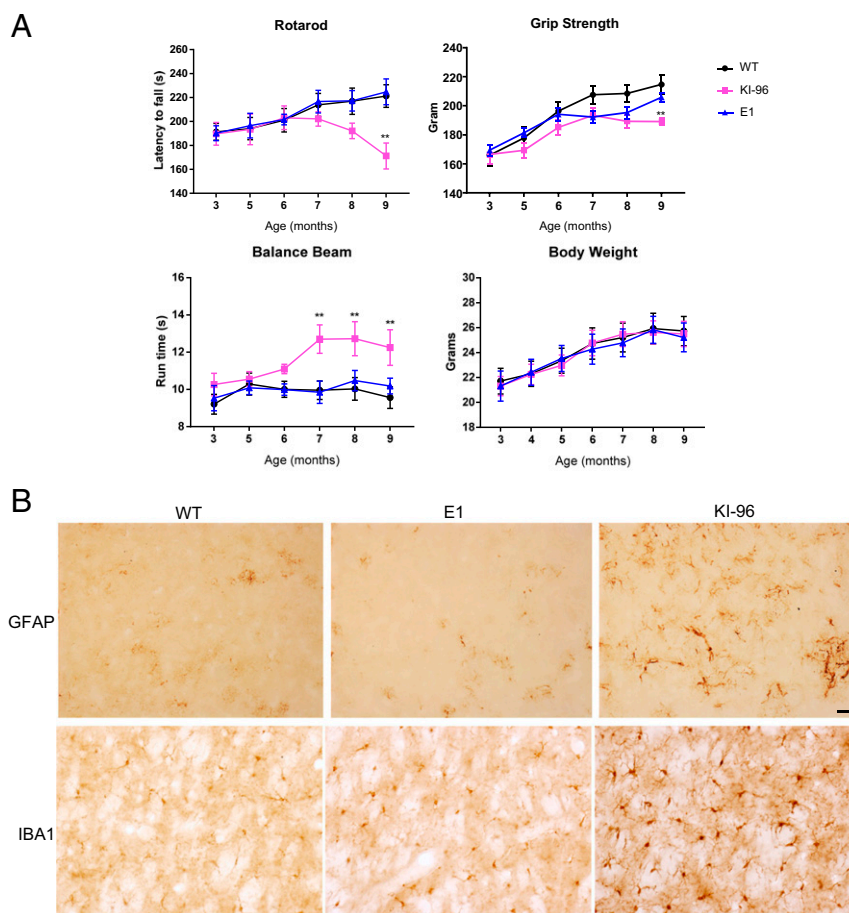 A
Rotarod
Latency to fall (s)
260
240
220
200
180
160
140
**
3 5 6 7 8 9
Age (months)
Grip Strength
Gram
240
220
200
180
160
140
**
3 5 6 7 8 9
Age (months)
WT
KI-96
E1
Balance Beam
Run time (s)
16
14
12
10
8
** ** **
3 5 6 7 8 9
Age (months)
Body Weight
Grams
30
28
26
24
22
20
18
3 4 5 6 7 8 9
Age (months)
B
WT E1 KI-96
GFAP
IBA1